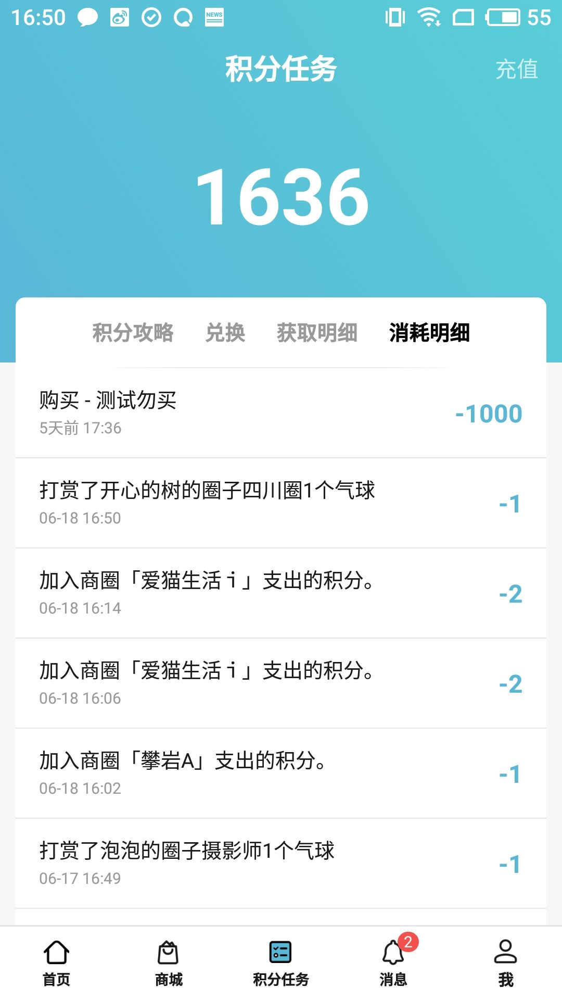 16:50
NEWS
55
积分任务
充值
1636
积分攻略 兑换 获取明细 消耗明细
购买 - 测试勿买
-1000
5天前 17:36
打赏了开心的树的圈子四川圈1个气球
-1
06-18 16:50
加入商圈「爱猫生活ｉ」支出的积分。
-2
06-18 16:14
加入商圈「爱猫生活ｉ」支出的积分。
-2
06-18 16:06
加入商圈「攀岩A」支出的积分。
-1
06-18 16:02
打赏了泡泡的圈子摄影师1个气球
-1
06-17 16:49
2
首页 商城 积分任务 消息 我